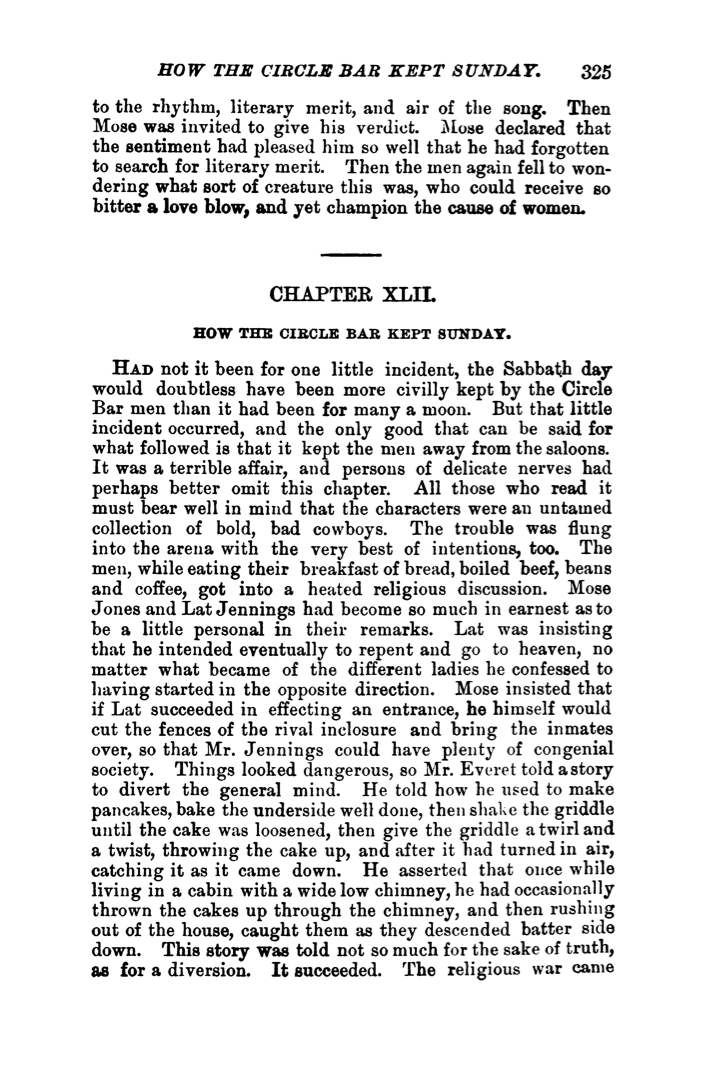 HOW THE CIRCLE BAR KEPT SUNDAY. 325
to the rhythm, literary merit, and air of the song. Then
Mose was invited to give his verdict. Mose declared that
the sentiment had pleased him so well that he had forgotten
to search for literary merit. Then the men again fell to won-
dering what sort of creature this was, who could receive so
bitter a love blow, and yet champion the cause of women.
CHAPTER XLII.
HOW THE CIRCLE BAR KEPT SUNDAY.
HAD not it been for one little incident, the Sabbath day
would doubtless have been more civilly kept by the Circle
Bar men than it had been for many a moon. But that little
incident occurred, and the only good that can be said for
what followed is that it kept the men away from the saloons.
It was a terrible affair, and persons of delicate nerves had
perhaps better omit this chapter. All those who read it
must bear well in mind that the characters were an untamed
collection of bold, bad cowboys. The trouble was flung
into the arena with the very best of intentions, too. The
men, while eating their breakfast of bread, boiled beef, beans
and coffee, got into a heated religious discussion. Mose
Jones and Lat Jennings had become so much in earnest as to
be a little personal in their remarks. Lat was insisting
that he intended eventually to repent and go to heaven, no
matter what became of the different ladies he confessed to
having started in the opposite direction. Mose insisted that
if Lat succeeded in effecting an entrance, he himself would
cut the fences of the rival inclosure and bring the inmates
over, so that Mr. Jennings could have plenty of congenial
society. Things looked dangerous, so Mr. Everet told a story
to divert the general mind. He told how he used to make
pancakes, bake the underside well done, then shake the griddle
until the cake was loosened, then give the griddle a twirl and
a twist, throwing the cake up, and after it had turned in air,
catching it as it came down. He asserted that once while
living in a cabin with a wide low chimney, he had occasionally
thrown the cakes up through the chimney, and then rushing
out of the house, caught them as they descended batter side
down. This story was told not so much for the sake of truth,
as for a diversion. It succeeded. The religious war came